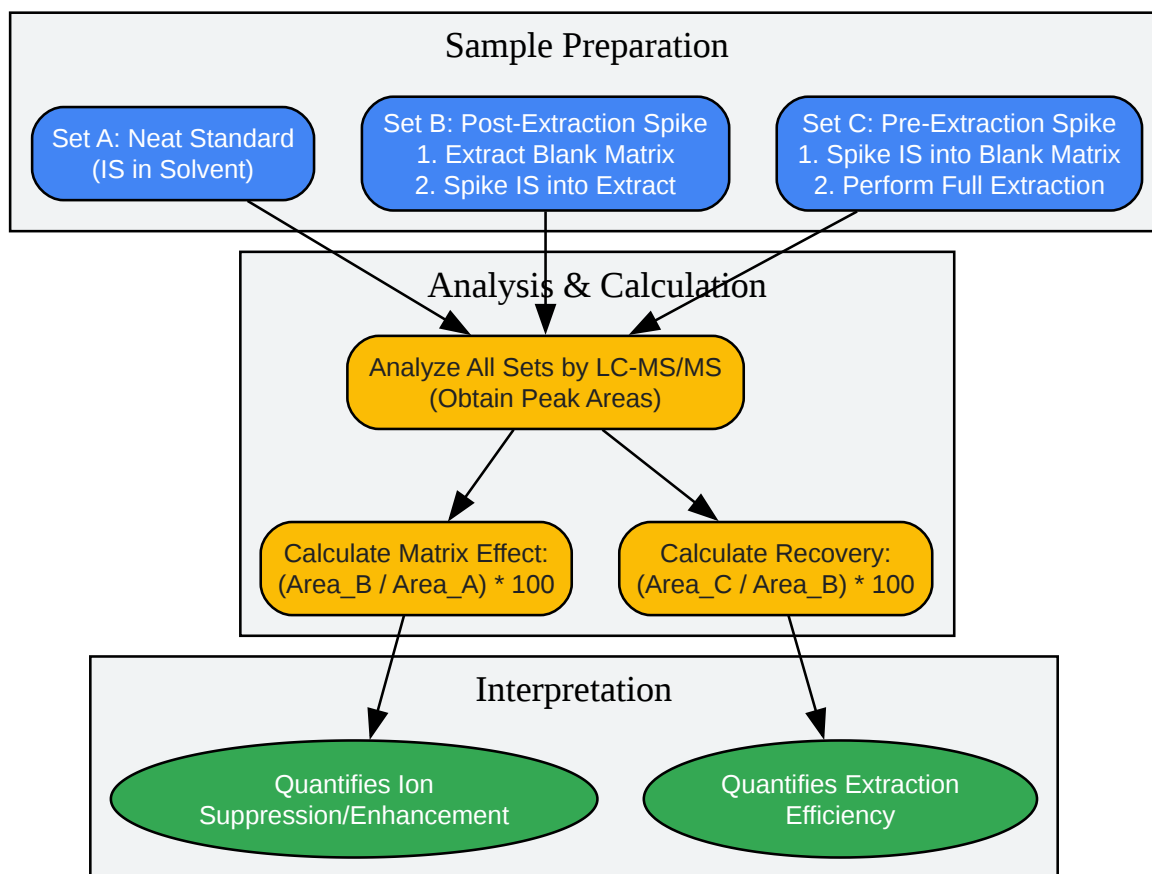 Sample Preparation
Set A: Neat Standard
(IS in Solvent)
Set B: Post-Extraction Spike
1. Extract Blank Matrix
2. Spike IS into Extract
Set C: Pre-Extraction Spike
1. Spike IS into Blank Matrix
2. Perform Full Extraction
Analysis & Calculation
Analyze All Sets by LC-MS/MS
(Obtain Peak Areas)
Calculate Matrix Effect:
(Area_B / Area_A) * 100
Calculate Recovery:
(Area_C / Area_B) * 100
Interpretation
Quantifies Ion
Suppression/Enhancement
Quantifies Extraction
Efficiency